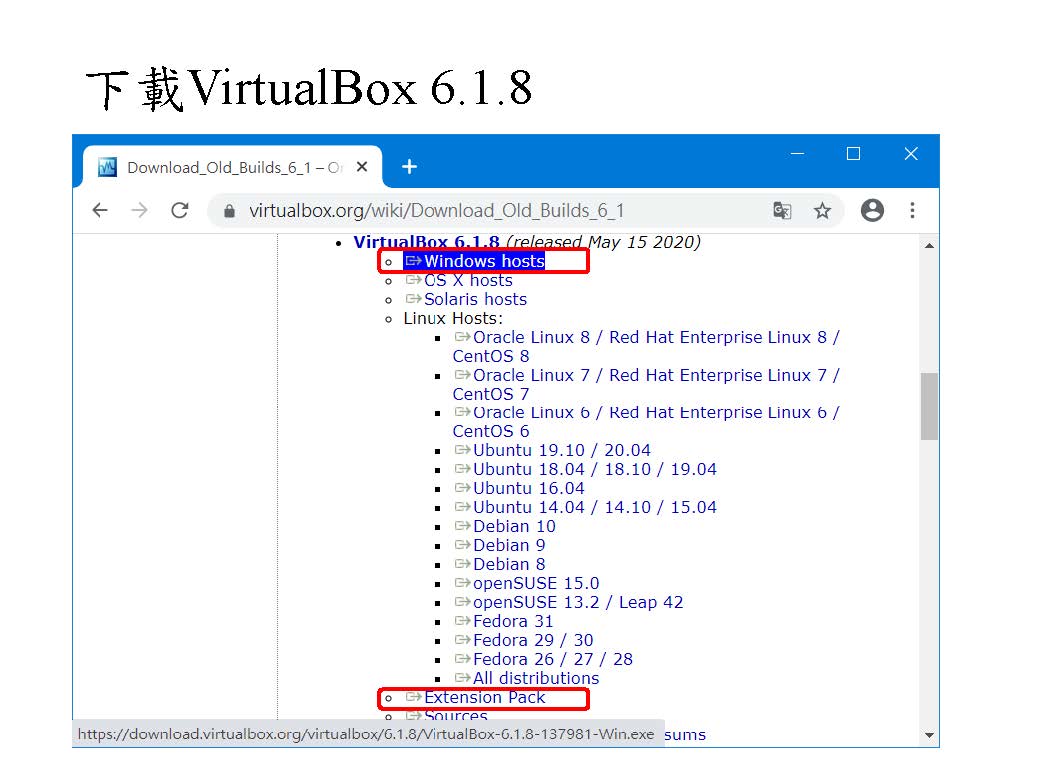 下載VirtualBox 6.1.8
Download_Old_Builds_6_1 – Or
virtualbox.org/wiki/Download_Old_Builds_6_1
VirtualBox 6.1.8 (released May 15 2020)
Windows hosts
OS X hosts
Solaris hosts
Linux Hosts:
Oracle Linux 8 / Red Hat Enterprise Linux 8 /
CentOS 8
Oracle Linux 7 / Red Hat Enterprise Linux 7 /
CentOS 7
Oracle Linux 6 / Red Hat Enterprise Linux 6 /
CentOS 6
Ubuntu 19.10 / 20.04
Ubuntu 18.04 / 18.10 / 19.04
Ubuntu 16.04
Ubuntu 14.04 / 14.10 / 15.04
Debian 10
Debian 9
Debian 8
openSUSE 15.0
openSUSE 13.2 / Leap 42
Fedora 31
Fedora 29 / 30
Fedora 26 / 27 / 28
All distributions
Extension Pack
Sources
https://download.virtualbox.org/virtualbox/6.1.8/VirtualBox-6.1.8-137981-Win.exe sums